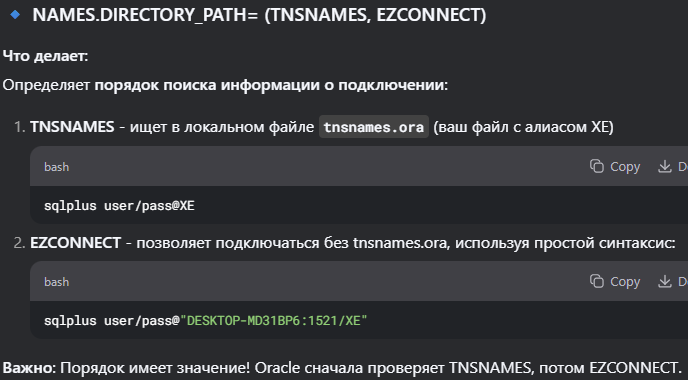 NAMES.DIRECTORY_PATH= (TNSNAMES, EZCONNECT)
Что делает:
Определяет порядок поиска информации о подключении:
1. TNSNAMES - ищет в локальном файле tnsnames.ora (ваш файл с алиасом XE)
bash Copy
sqlplus user/pass@XE
2. EZCONNECT - позволяет подключаться без tnsnames.ora, используя простой синтаксис:
bash Copy
sqlplus user/pass@"DESKTOP-MD31BP6:1521/XE"
Важно: Порядок имеет значение! Oracle сначала проверяет TNSNAMES, потом EZCONNECT.